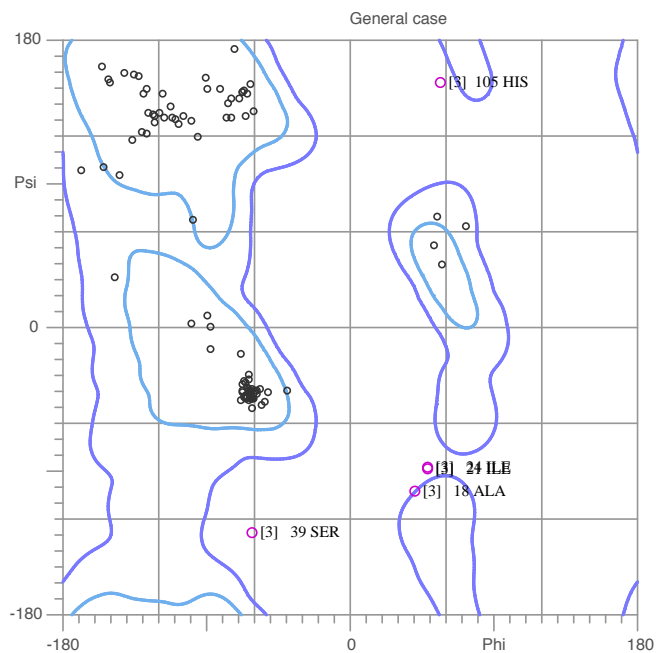 General case
180
[3] 105 HIS
Psi
0
[3] 24 ILE
[3] 18 ALA
[3] 39 SER
-180
-180 0 Phi 180